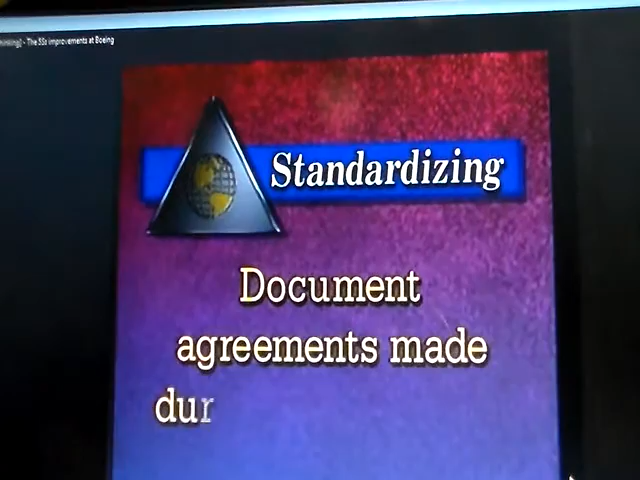 - The 5Ss improvements at Boeing
Standardizing
Document
agreements made
dur